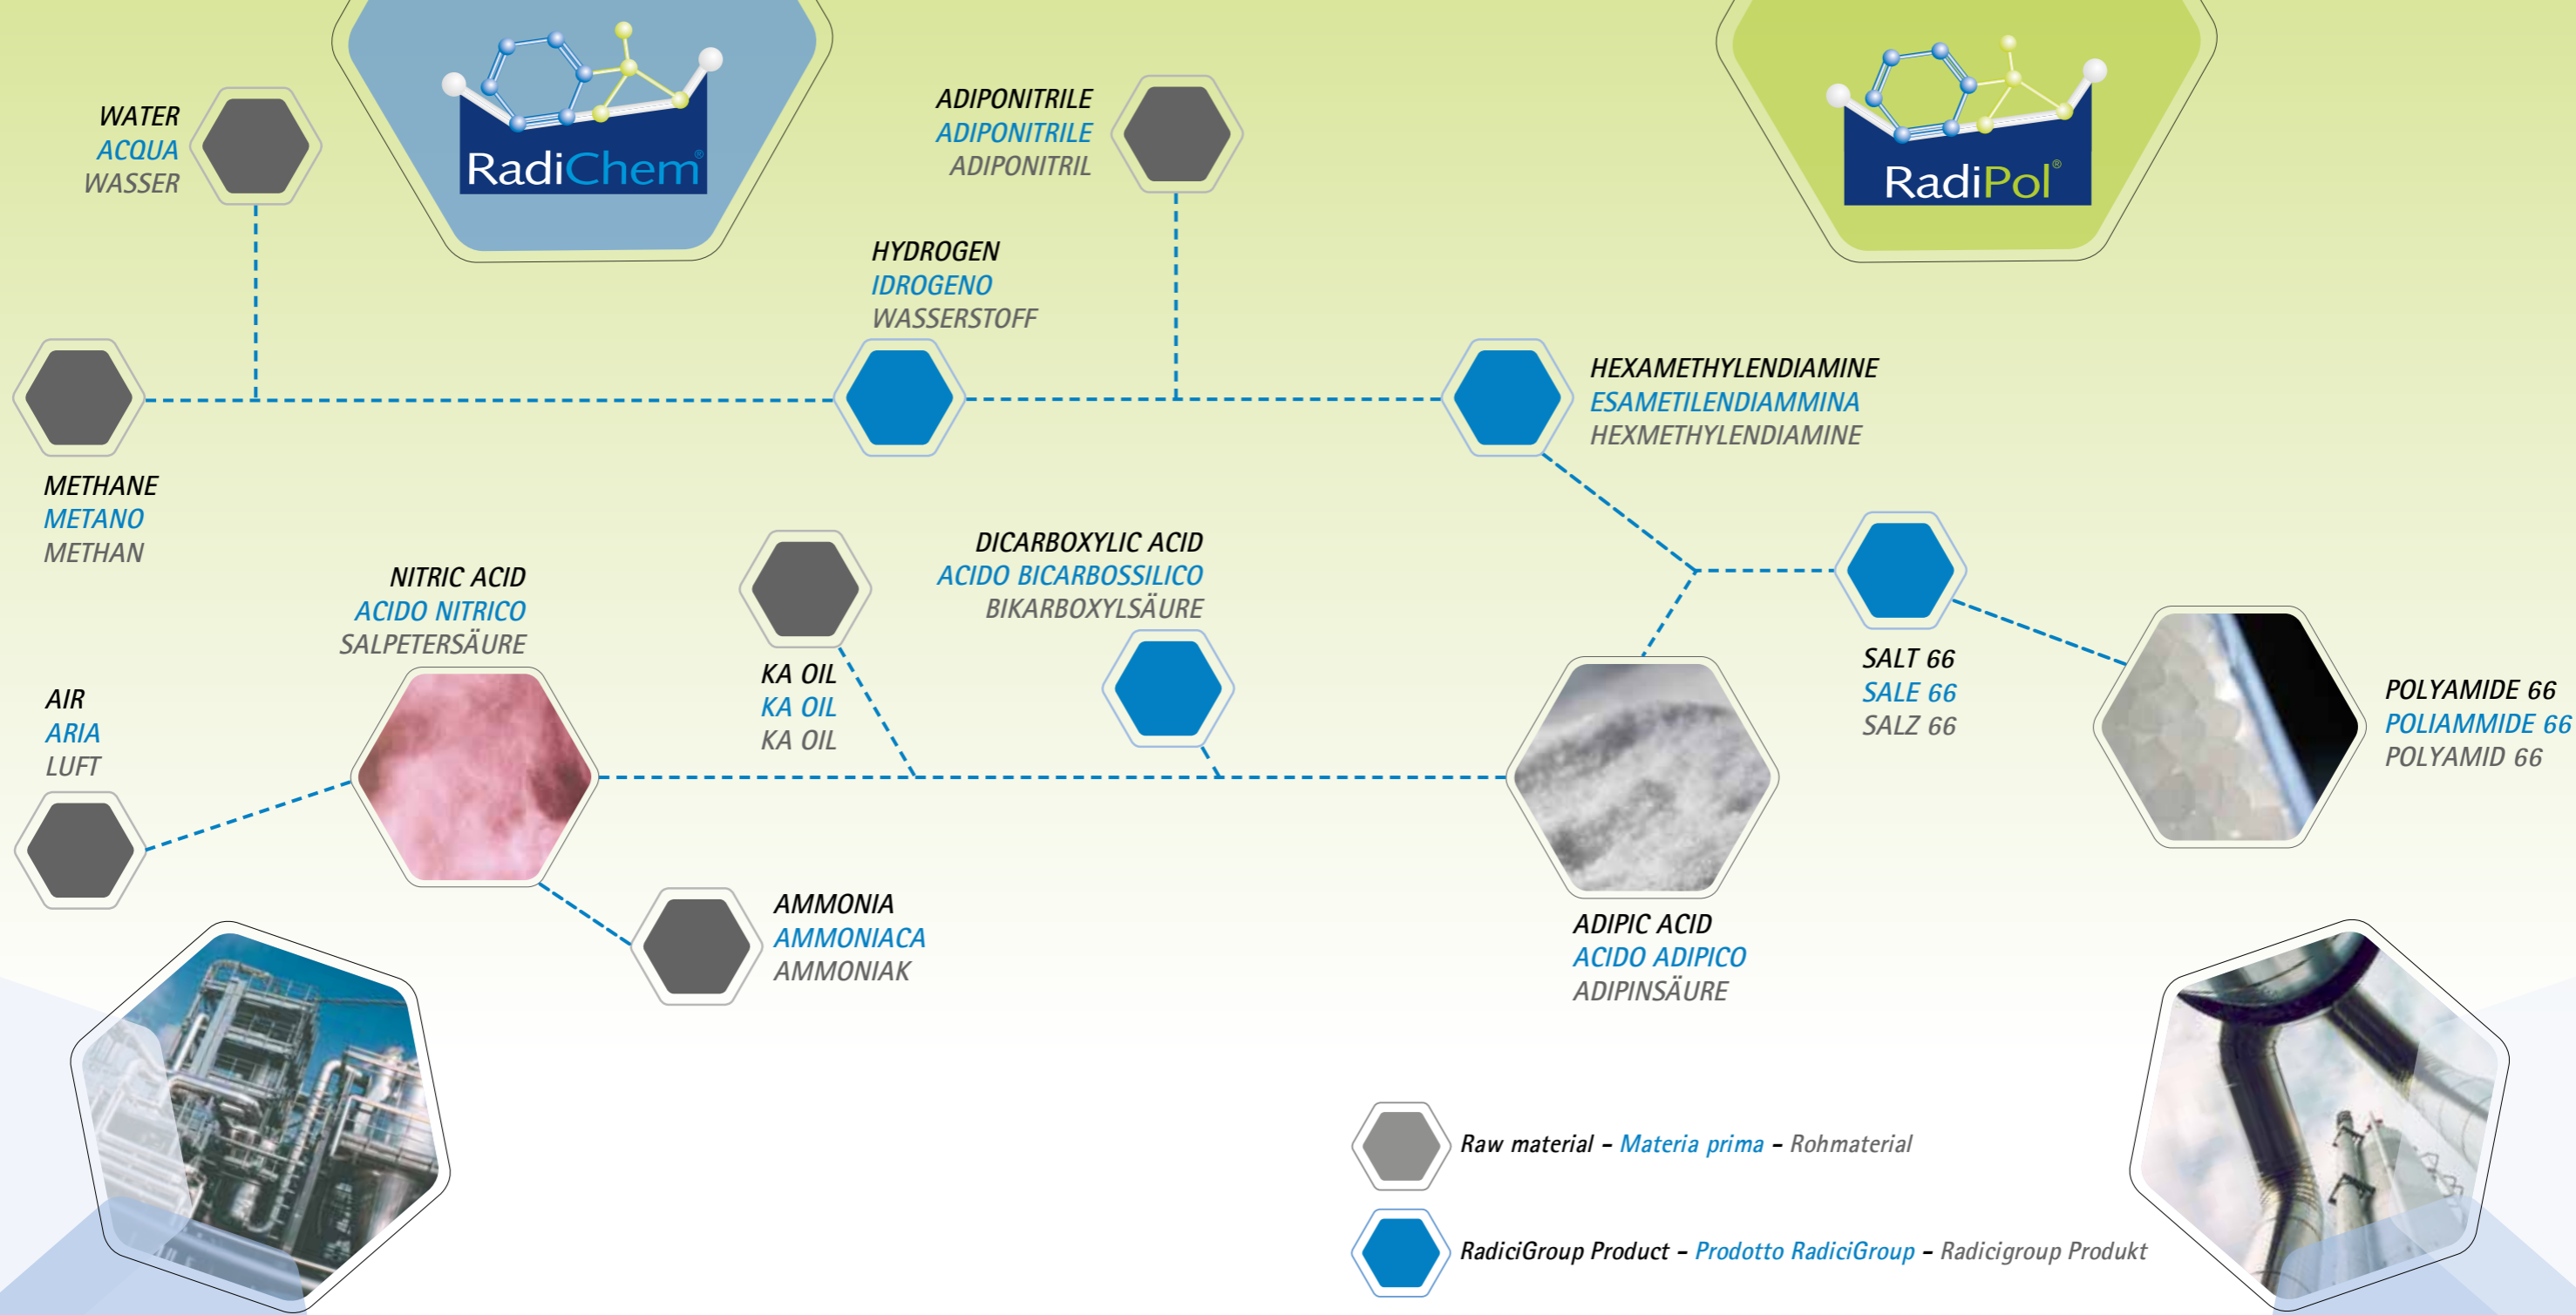 RadiChem®
RadiPol®
WATER
ACQUA
WASSER
ADIPONITRILE
ADIPONITRILE
ADIPONITRIL
HYDROGEN
IDROGENO
WASSERSTOFF
HEXAMETHYLENDIAMINE
ESAMETILENDIAMMINA
HEXMETHYLENDIAMINE
METHANE
METANO
METHAN
NITRIC ACID
ACIDO NITRICO
SALPETERSÄURE
KA OIL
KA OIL
KA OIL
DICARBOXYLIC ACID
ACIDO BICARBOSSILICO
BIKARBOXYLSÄURE
SALT 66
SALE 66
SALZ 66
POLYAMIDE 66
POLIAMMIDE 66
POLYAMID 66
AIR
ARIA
LUFT
AMMONIA
AMMONIACA
AMMONIAK
ADIPIC ACID
ACIDO ADIPICO
ADIPINSÄURE
Raw material – Materia prima – Rohmaterial
RadiciGroup Product – Prodotto RadiciGroup – Radicigroup Produkt